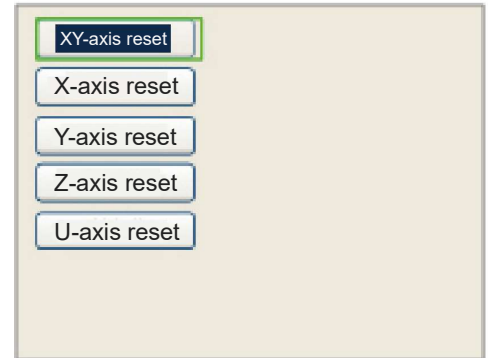 XY-axis reset
X-axis reset
Y-axis reset
Z-axis reset
U-axis reset